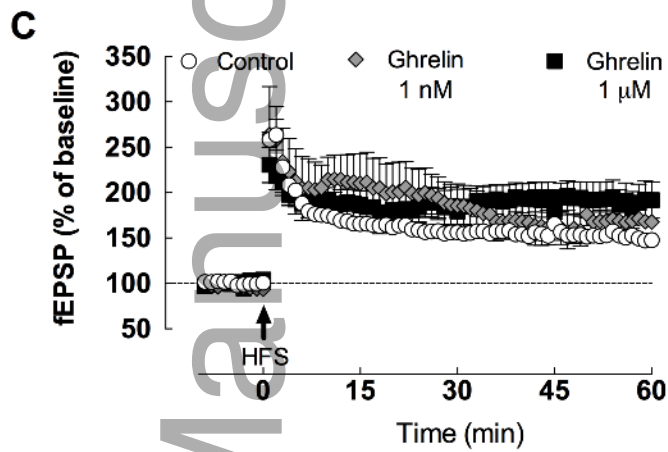 C
350
300
250
200
150
100
50
fEPSP (% of baseline)
Control
Ghrelin
1 nM
Ghrelin
1 μM
HFS
0
15
30
45
60
Time (min)
Manusc